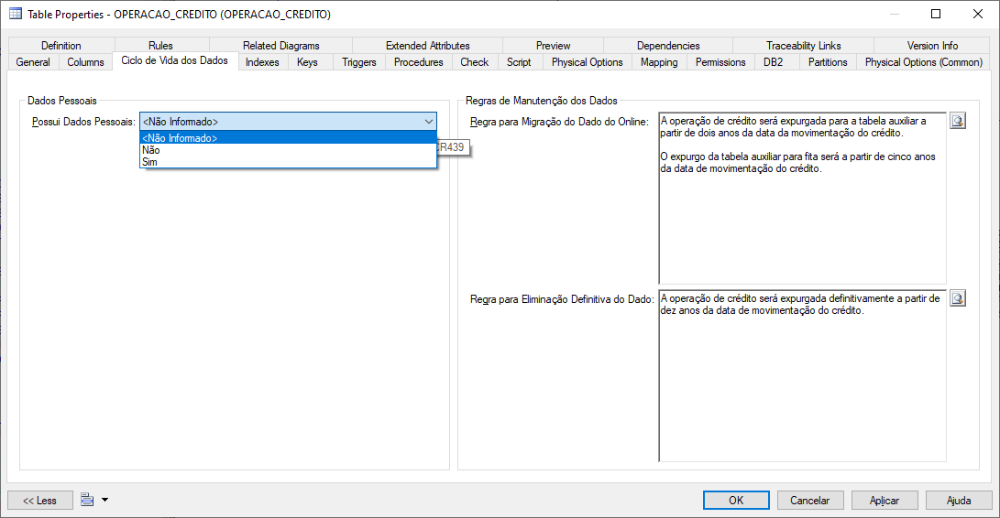 Table Properties - OPERACAO_CREDITO (OPERACAO_CREDITO)
Definition Rules Related Diagrams Extended Attributes Preview Dependencies Traceability Links Version Info
General Columns Ciclo de Vida dos Dados Indexes Keys Triggers Procedures Check Script Physical Options Mapping Permissions DB2 Partitions Physical Options (Common)
Dados Pessoais
Possui Dados Pessoais: <Não Informado>
<Não Informado>
Não
Sim
CR439
Regras de Manutenção dos Dados
Regra para Migração do Dado do Online:
A operação de crédito será expurgada para a tabela auxiliar a
partir de dois anos da data da movimentação do crédito.
O expurgo da tabela auxiliar para fita será a partir de cinco anos
da data de movimentação do crédito.
Regra para Eliminação Definitiva do Dado:
A operação de crédito será expurgada definitivamente a partir de
dez anos da data de movimentação do crédito.
<< Less OK Cancelar Aplicar Ajuda